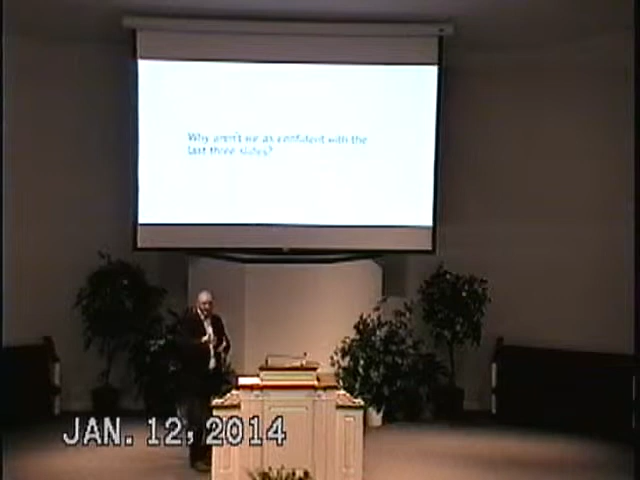 Why aren't we as confident with the
last three slides?
JAN. 12, 2014